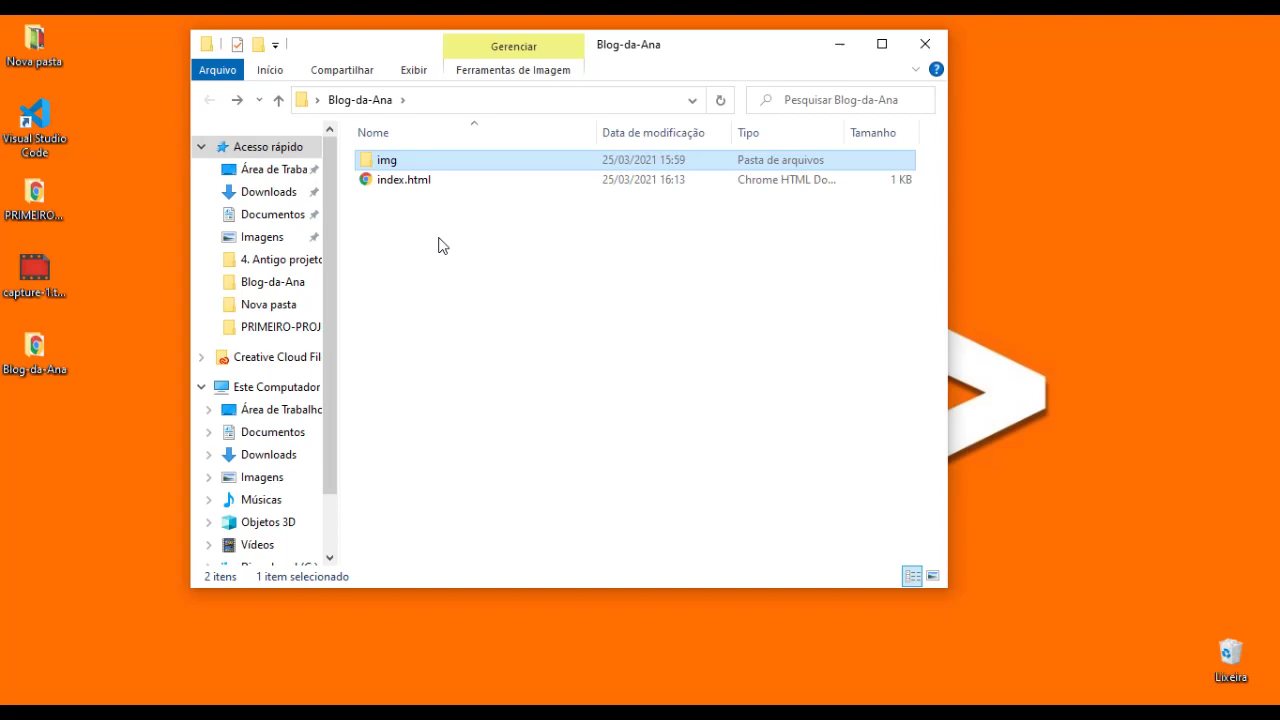 Nova pasta
Visual Studio
Code
PRIMEIRO...
capture-1.t...
Blog-da-Ana
Gerenciar
Blog-da-Ana
Arquivo
Início
Compartilhar
Exibir
Ferramentas de Imagem
Blog-da-Ana
Pesquisar Blog-da-Ana
Nome
Data de modificação
Tipo
Tamanho
img
25/03/2021 15:59
Pasta de arquivos
index.html
25/03/2021 16:13
Chrome HTML Do...
1 KB
Acesso rápido
Área de Traba
Downloads
Documentos
Imagens
4. Antigo projeto
Blog-da-Ana
Nova pasta
PRIMEIRO-PROJ
Creative Cloud Fil
Este Computador
Área de Trabalho
Documentos
Downloads
Imagens
Músicas
Objetos 3D
Vídeos
2 itens
1 item selecionado
Lixeira